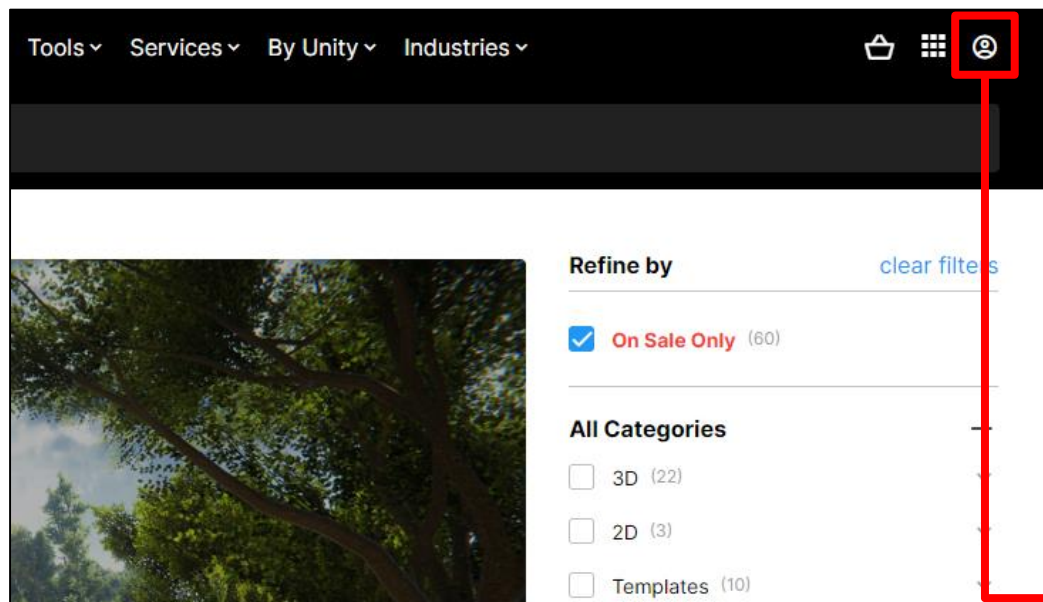 Tools Services By Unity Industries
Refine by clear filters
On Sale Only (60)
All Categories
3D (22)
2D (3)
Templates (10)